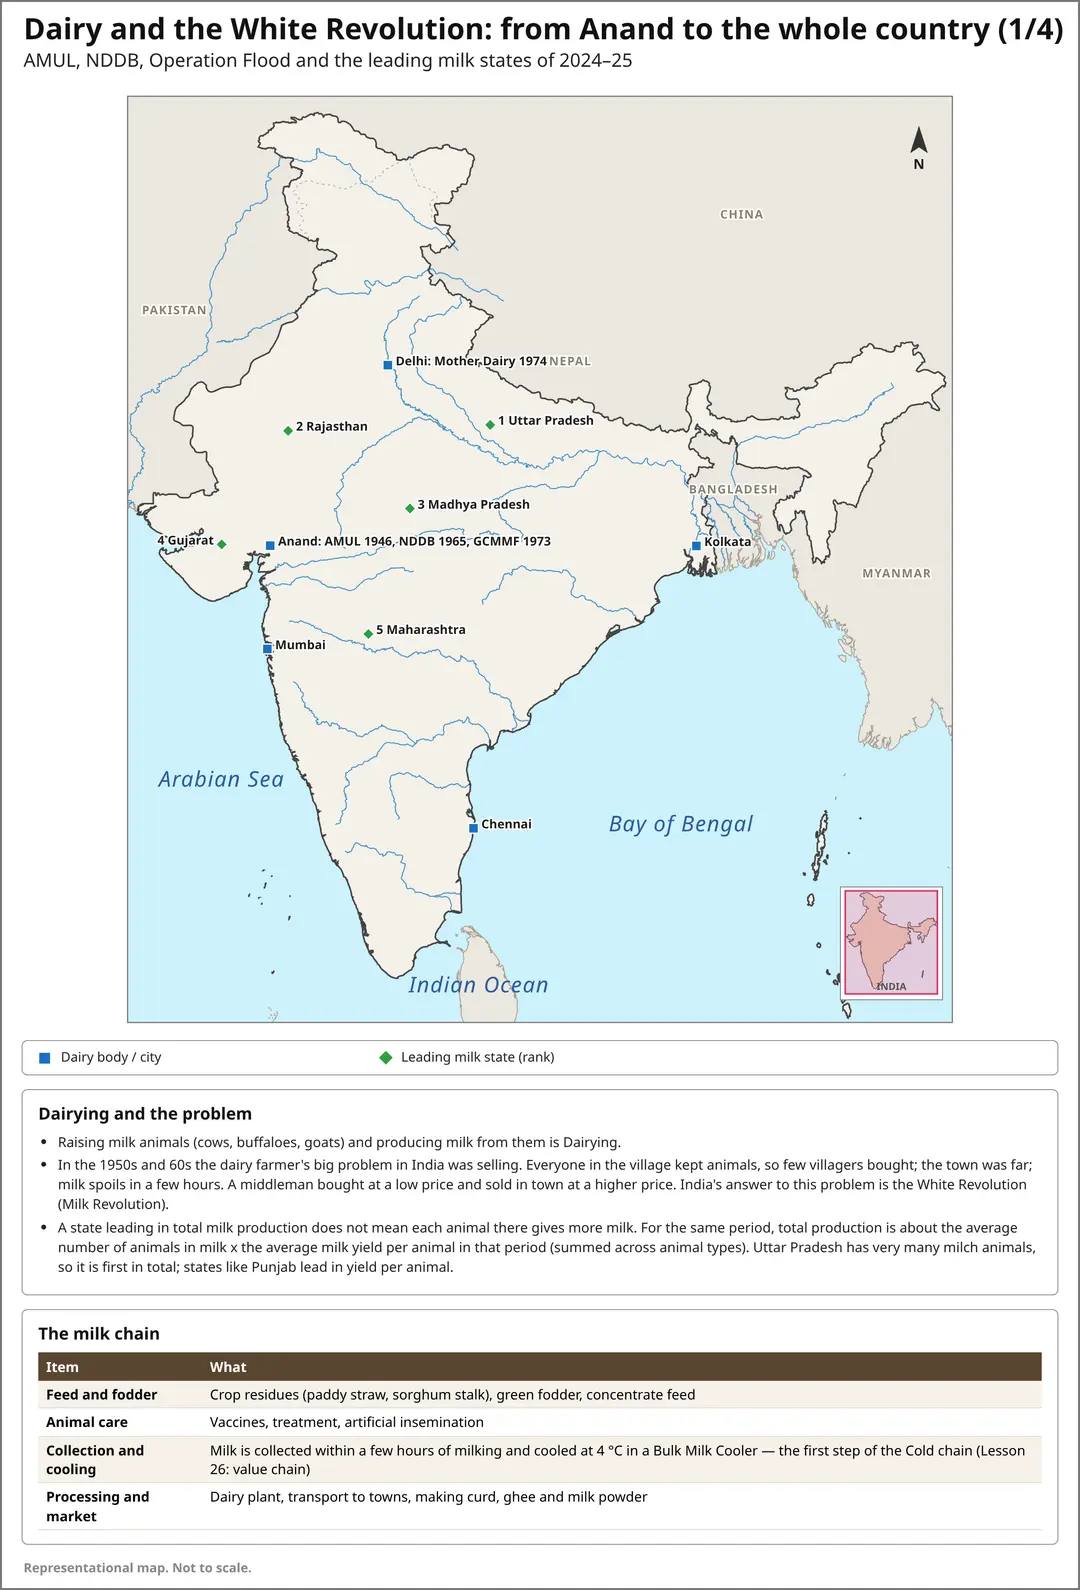 Dairy and the White Revolution: from Anand to the whole country (1/4)
AMUL, NDDB, Operation Flood and the leading milk states of 2024–25
N
CHINA
PAKISTAN
Delhi: Mother Dairy 1974
NEPAL
2 Rajasthan
1 Uttar Pradesh
BANGLADESH
3 Madhya Pradesh
4 Gujarat
Anand: AMUL 1946, NDDB 1965, GCMMF 1973
Kolkata
MYANMAR
5 Maharashtra
Mumbai
Arabian Sea
Bay of Bengal
Chennai
Indian Ocean
INDIA
Dairy body / city
Leading milk state (rank)
Dairying and the problem
• Raising milk animals (cows, buffaloes, goats) and producing milk from them is Dairying.
• In the 1950s and 60s the dairy farmer's big problem in India was selling. Everyone in the village kept animals, so few villagers bought; the town was far;
milk spoils in a few hours. A middleman bought at a low price and sold in town at a higher price. India's answer to this problem is the White Revolution
(Milk Revolution).
• A state leading in total milk production does not mean each animal there gives more milk. For the same period, total production is about the average
number of animals in milk x the average milk yield per animal in that period (summed across animal types). Uttar Pradesh has very many milch animals,
so it is first in total; states like Punjab lead in yield per animal.
The milk chain
Item What
Feed and fodder Crop residues (paddy straw, sorghum stalk), green fodder, concentrate feed
Animal care Vaccines, treatment, artificial insemination
Collection and cooling Milk is collected within a few hours of milking and cooled at 4 °C in a Bulk Milk Cooler — the first step of the Cold chain (Lesson
26: value chain)
Processing and market Dairy plant, transport to towns, making curd, ghee and milk powder
Representational map. Not to scale.